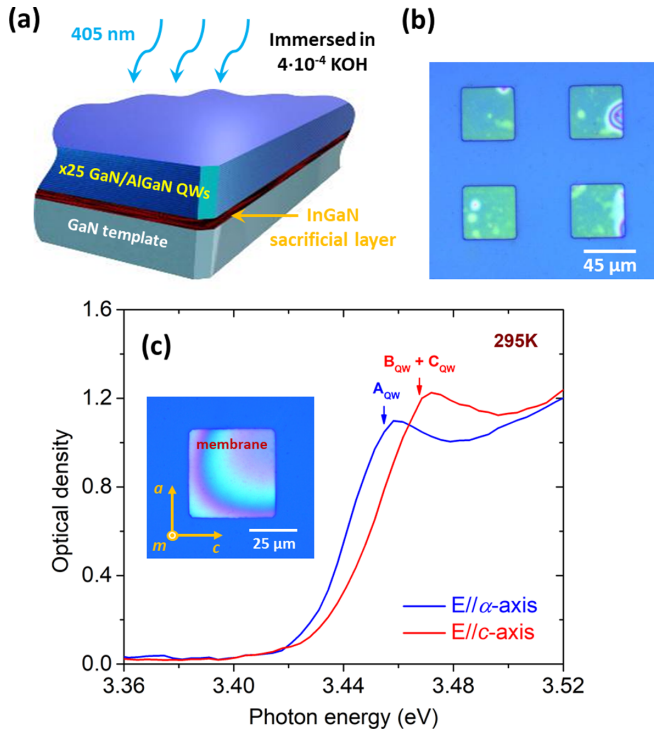 (a)
405 nm
Immersed in
4·10⁻⁴ KOH
x25 GaN/AlGaN QWs
GaN template
InGaN
sacrificial layer
(b)
45 µm
(c)
295K
B_QW + C_QW
A_QW
membrane
a
m
c
25 µm
E//α-axis
E//c-axis
Optical density
1.6
1.2
0.8
0.4
0.0
3.36
3.40
3.44
3.48
3.52
Photon energy (eV)